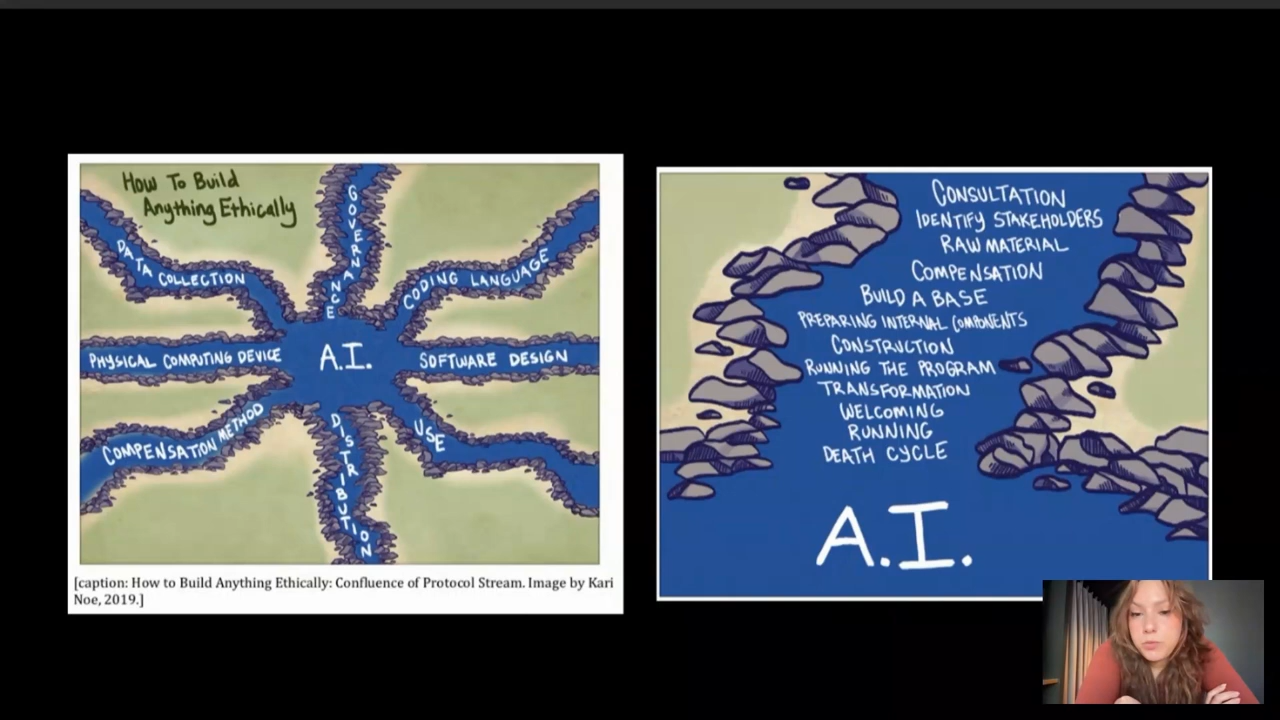 How To Build
Anything Ethically
GOVERNANCE
DATA COLLECTION
CODING LANGUAGE
PHYSICAL COMPUTING DEVICE
A.I.
SOFTWARE DESIGN
COMPENSATION METHOD
DISTRIBUTION
USE
[caption: How to Build Anything Ethically: Confluence of Protocol Stream. Image by Kari
Noe, 2019.]
CONSULTATION
IDENTIFY STAKEHOLDERS
RAW MATERIAL
COMPENSATION
BUILD A BASE
PREPARING INTERNAL COMPONENTS
CONSTRUCTION
RUNNING THE PROGRAM
TRANSFORMATION
WELCOMING
RUNNING
DEATH CYCLE
A.I.